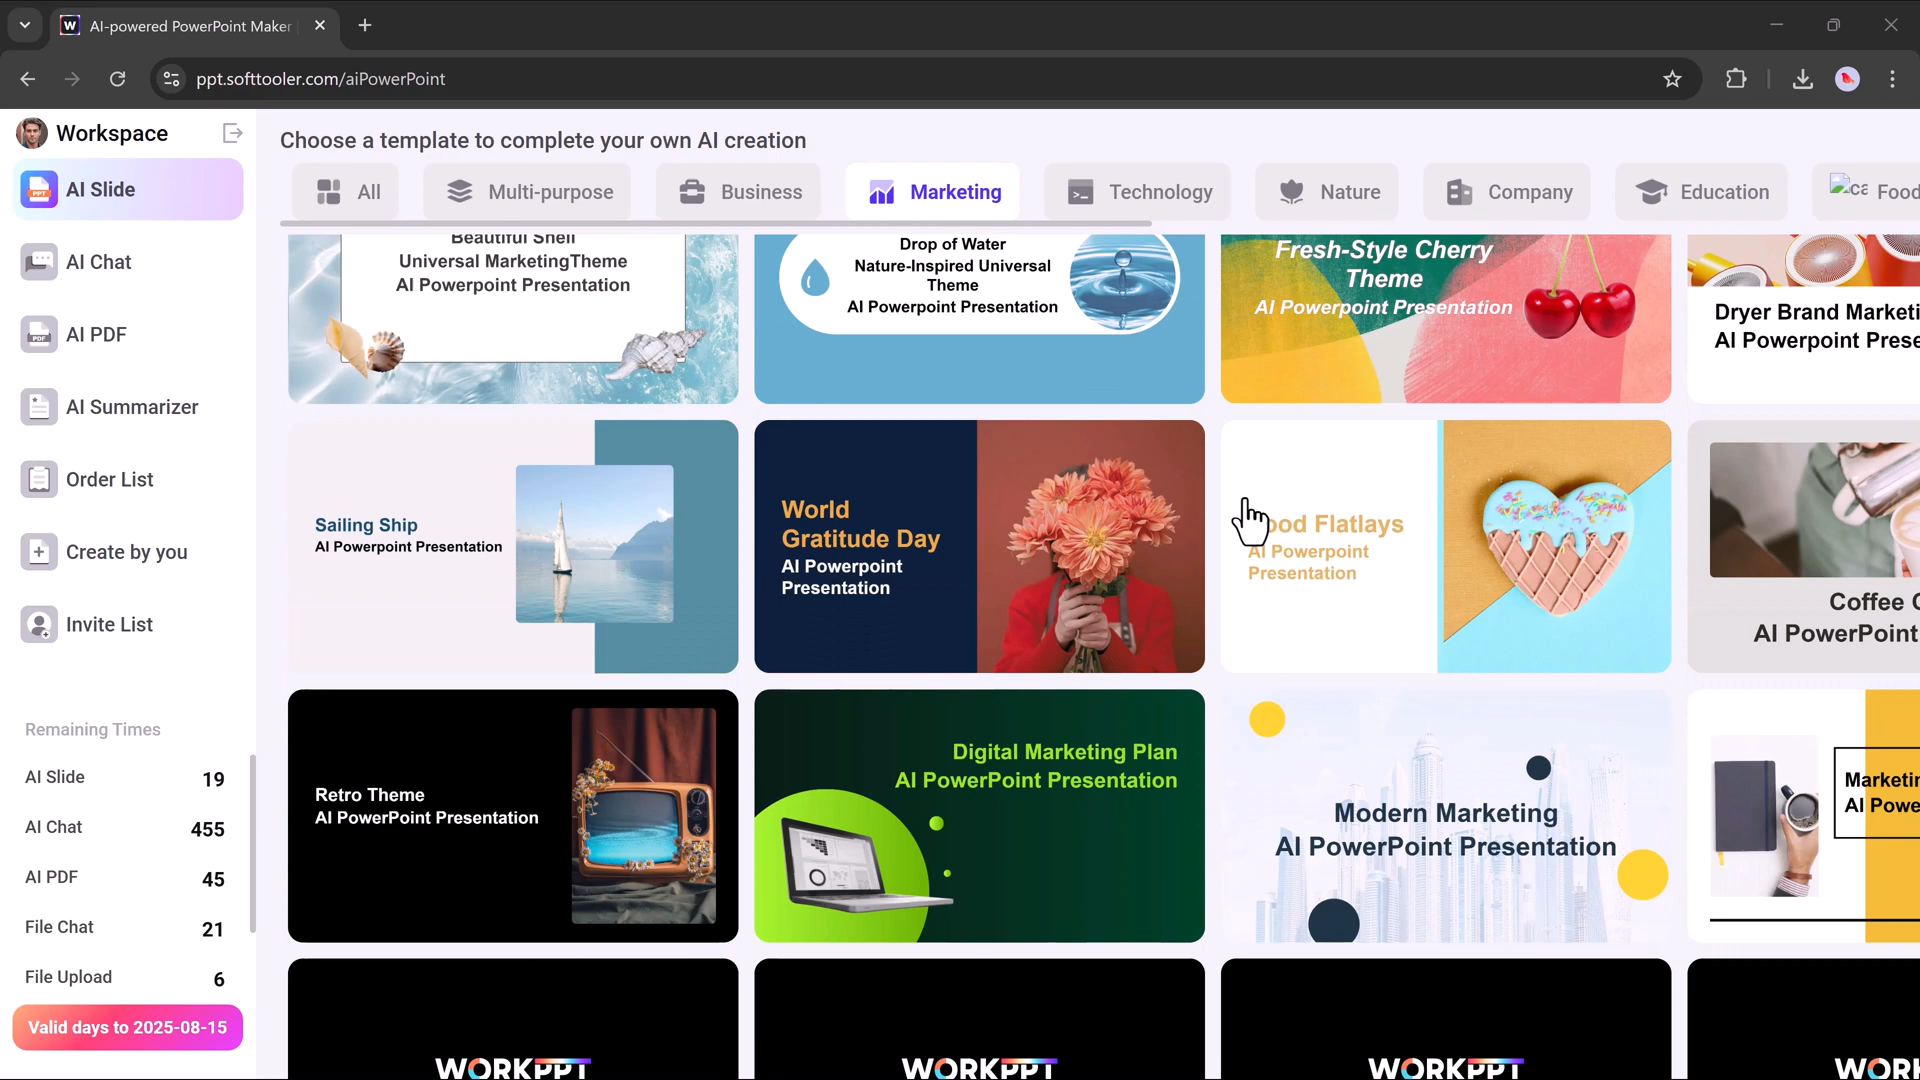 AI-powered PowerPoint Maker
ppt.softtooler.com/aiPowerPoint
Workspace
AI Slide
AI Chat
AI PDF
AI Summarizer
Order List
Create by you
Invite List
Remaining Times
AI Slide 19
AI Chat 455
AI PDF 45
File Chat 21
File Upload 6
Valid days to 2025-08-15
Choose a template to complete your own AI creation
All Multi-purpose Business Marketing Technology Nature Company Education Food
Beautiful Shell
Universal MarketingTheme
AI Powerpoint Presentation
Drop of Water
Nature-Inspired Universal
Theme
AI Powerpoint Presentation
Fresh-Style Cherry
Theme
AI Powerpoint Presentation
Dryer Brand Marketi
AI Powerpoint Prese
Sailing Ship
AI Powerpoint Presentation
World
Gratitude Day
AI Powerpoint
Presentation
ood Flatlays
AI Powerpoint
Presentation
Coffee
AI PowerPoint
Retro Theme
AI PowerPoint Presentation
Digital Marketing Plan
AI PowerPoint Presentation
Modern Marketing
AI PowerPoint Presentation
Marketin
AI Powe
WORKPPT
WORKPPT
WORKPPT
WORK